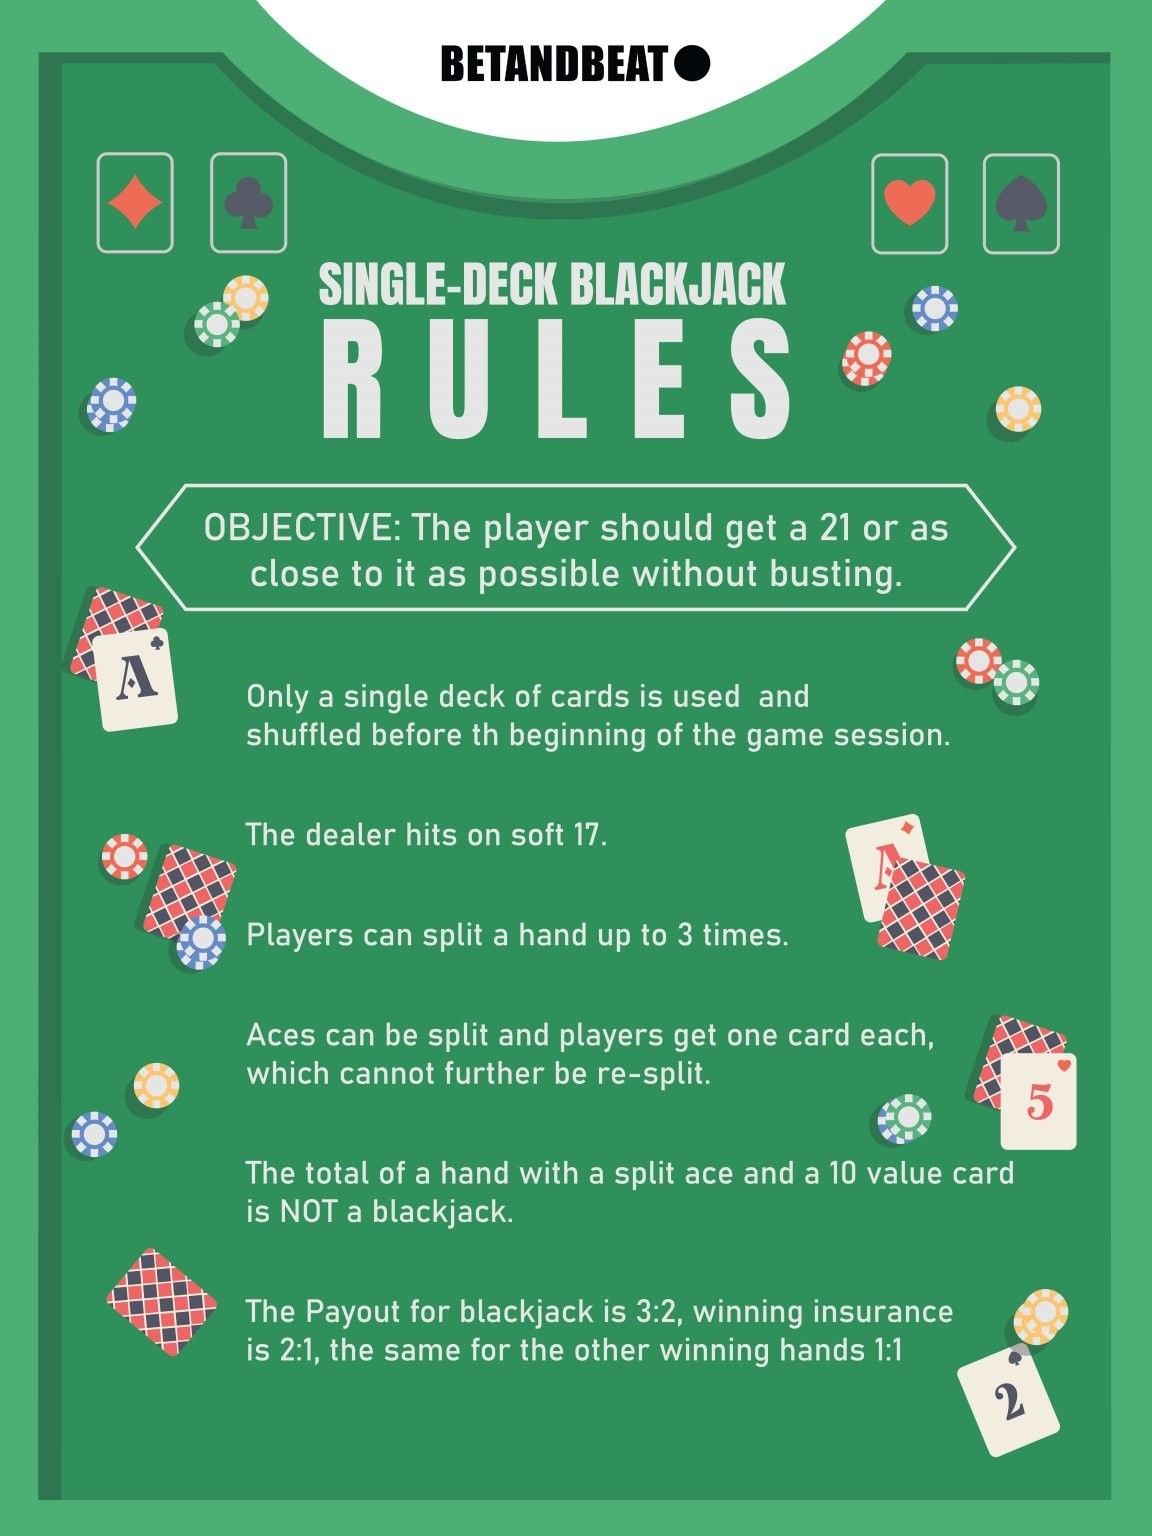 BETANDBEAT
SINGLE-DECK BLACKJACK
RULES
OBJECTIVE: The player should get a 21 or as
close to it as possible without busting.
A
Only a single deck of cards is used  and
shuffled before th beginning of the game session.
The dealer hits on soft 17.
A
Players can split a hand up to 3 times.
Aces can be split and players get one card each,
which cannot further be re-split.
5
The total of a hand with a split ace and a 10 value card
is NOT a blackjack.
The Payout for blackjack is 3:2, winning insurance
is 2:1, the same for the other winning hands 1:1
2